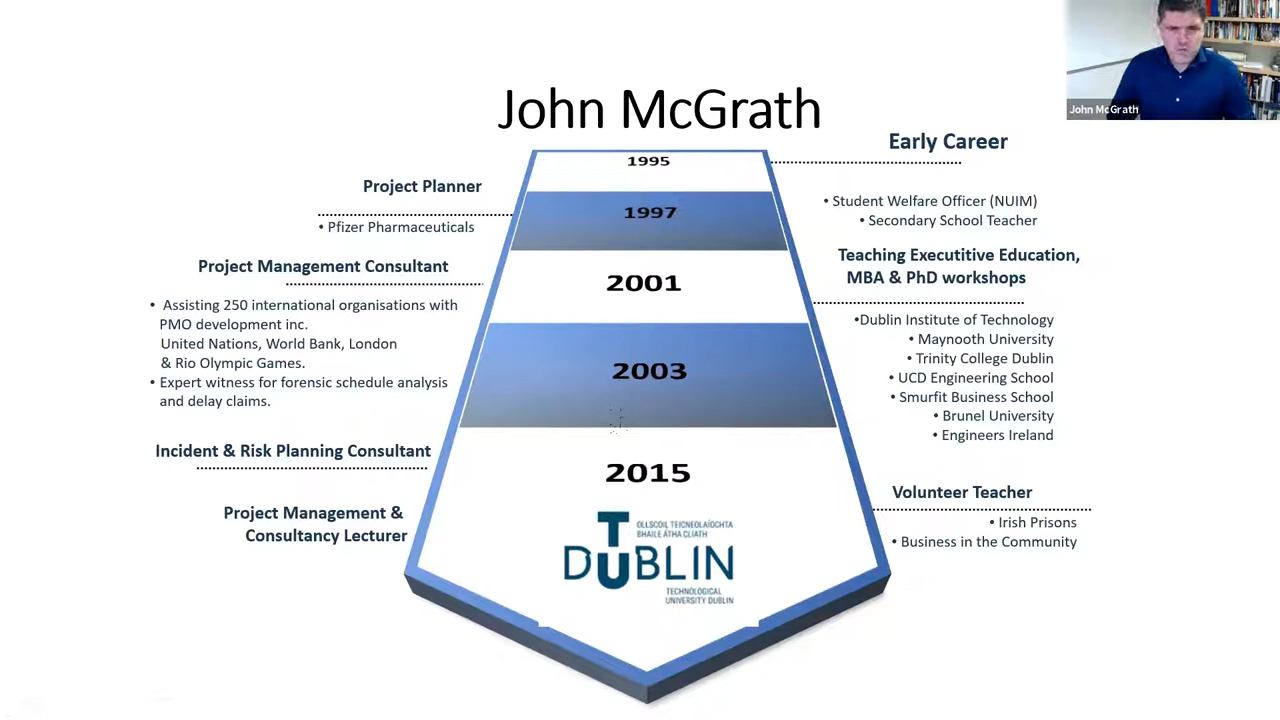 John McGrath
John McGrath
Early Career
1995
Project Planner
• Student Welfare Officer (NUIM)
1997
• Secondary School Teacher
• Pfizer Pharmaceuticals
Teaching Executitive Education,
MBA & PhD workshops
Project Management Consultant
2001
• Assisting 250 international organisations with
PMO development inc.
United Nations, World Bank, London
& Rio Olympic Games.
• Expert witness for forensic schedule analysis
and delay claims.
•Dublin Institute of Technology
• Maynooth University
• Trinity College Dublin
• UCD Engineering School
• Smurfit Business School
• Brunel University
• Engineers Ireland
2003
Incident & Risk Planning Consultant
2015
Volunteer Teacher
• Irish Prisons
• Business in the Community
Project Management &
Consultancy Lecturer
OLLSCOIL TEICNEOLAÍOCHTA
BHAILE ÁTHA CLIATH
TU DUBLIN
TECHNOLOGICAL
UNIVERSITY DUBLIN